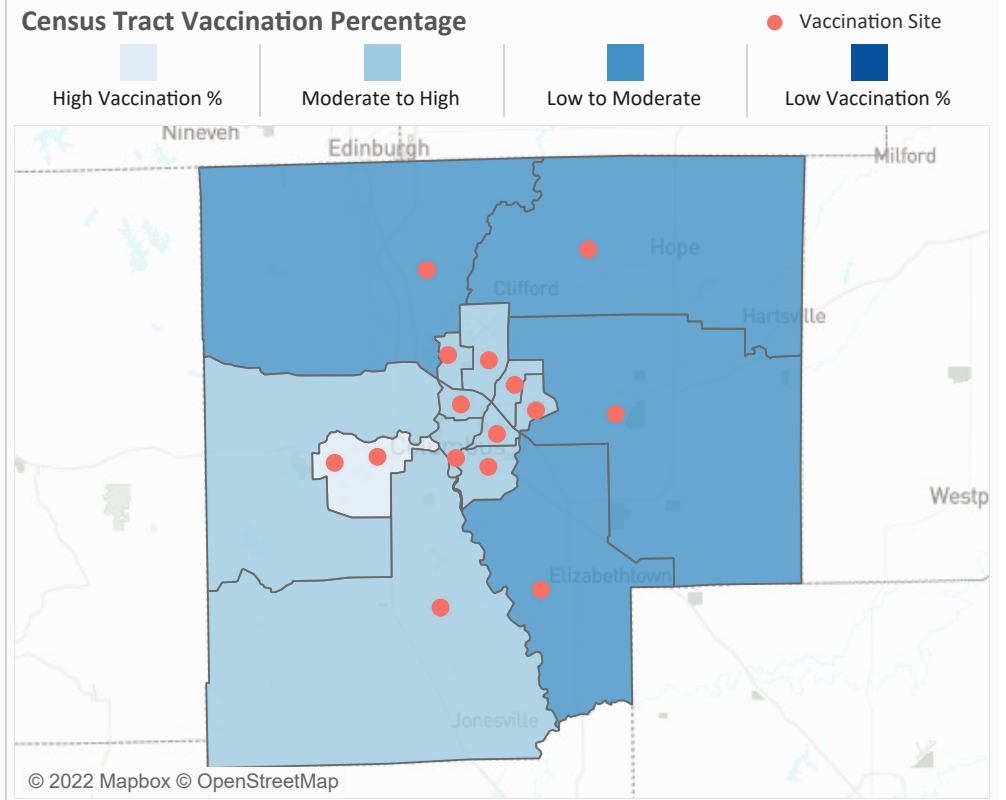 Census Tract Vaccination Percentage
Vaccination Site
High Vaccination %
Moderate to High
Low to Moderate
Low Vaccination %
Nineveh
Edinburgh
Milford
Hope
Clifford
Hartsville
Columbus
Westp
Elizabethtown
Jonesville
© 2022 Mapbox © OpenStreetMap